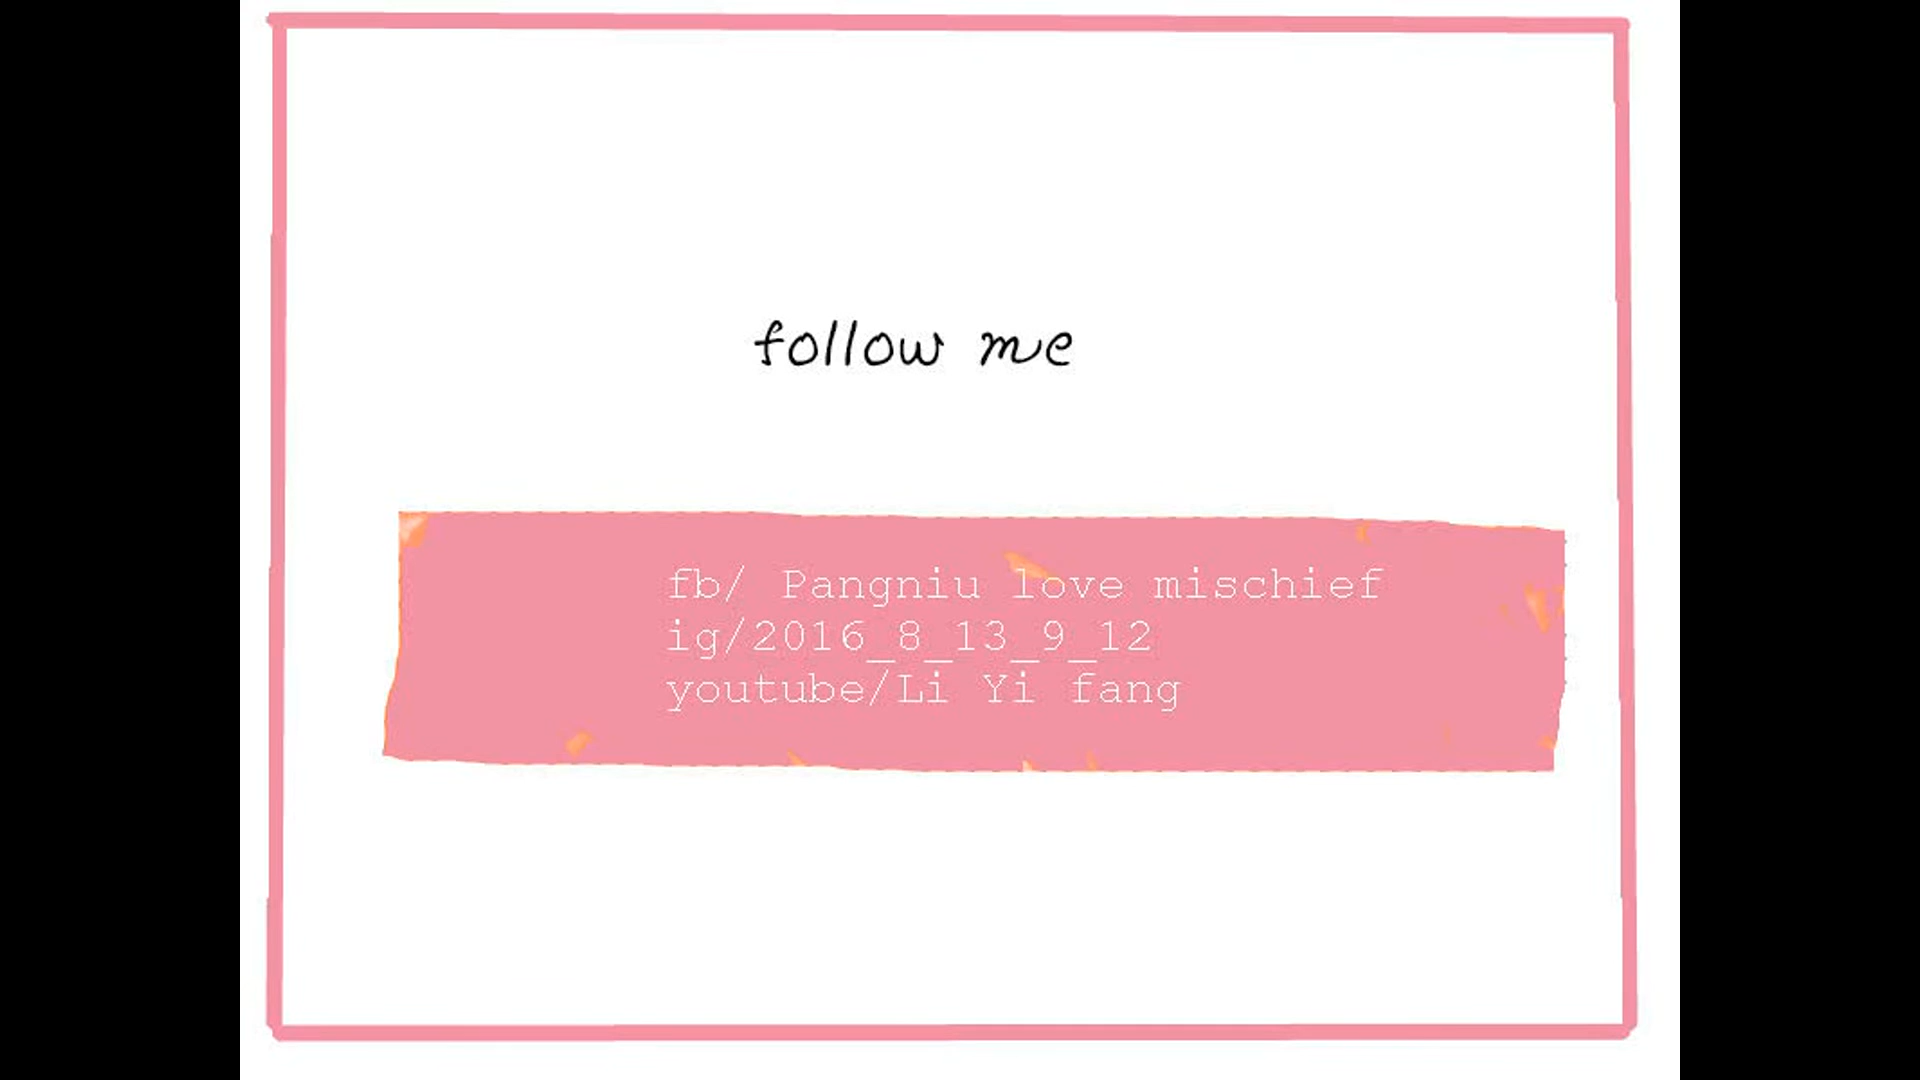 follow me
fb/ Pangniu love mischief
ig/2016_8_13_9_12
youtube/Li Yi fang